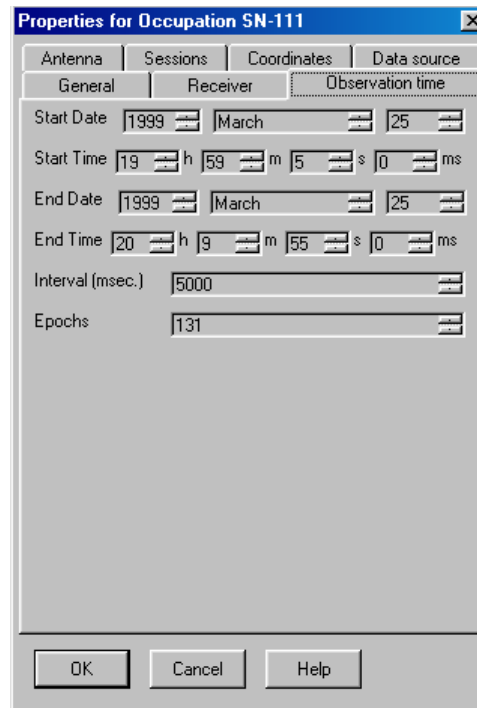 Properties for Occupation SN-111
Antenna Sessions Coordinates Data source
General Receiver Observation time
Start Date 1999 March 25
Start Time 19 h 59 m 5 s 0 ms
End Date 1999 March 25
End Time 20 h 9 m 55 s 0 ms
Interval (msec.) 5000
Epochs 131
OK Cancel Help